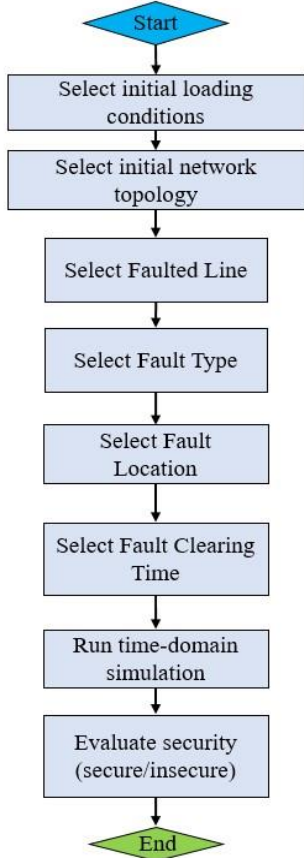 Start
Select initial loading
conditions
Select initial network
topology
Select Faulted Line
Select Fault Type
Select Fault
Location
Select Fault Clearing
Time
Run time-domain
simulation
Evaluate security
(secure/insecure)
End